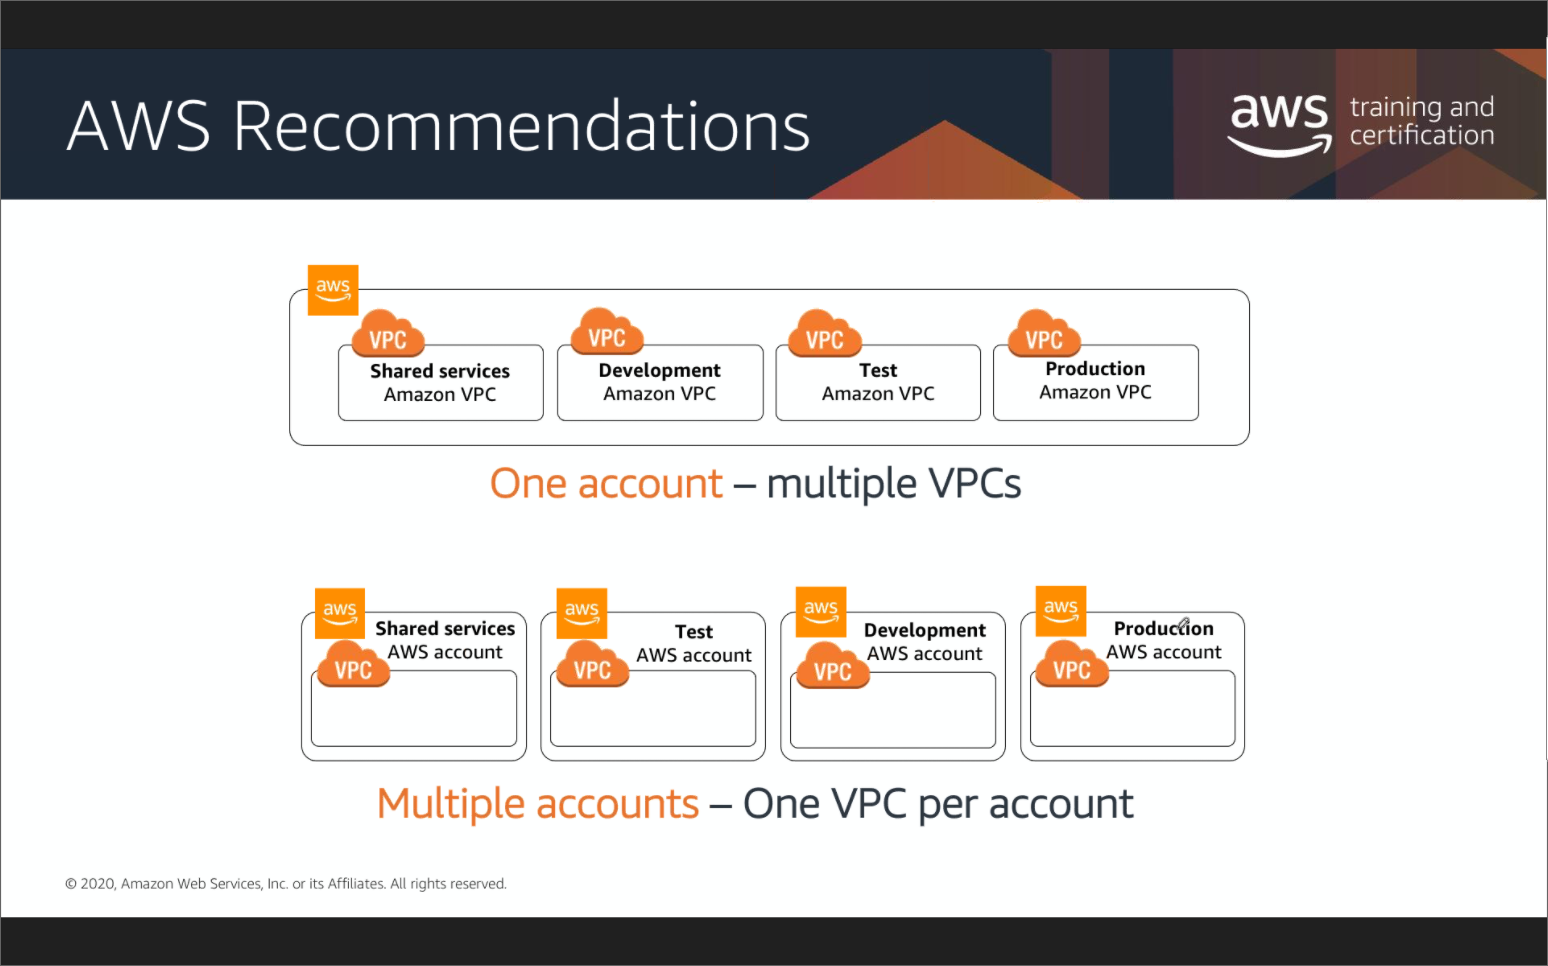 AWS Recommendations
aws training and
certification
aws
VPC VPC VPC VPC
Shared services Development Test Production
Amazon VPC Amazon VPC Amazon VPC Amazon VPC
One account – multiple VPCs
aws aws aws aws
Shared services Test Development Production
AWS account AWS account AWS account AWS account
VPC VPC VPC VPC
Multiple accounts – One VPC per account
© 2020, Amazon Web Services, Inc. or its Affiliates. All rights reserved.